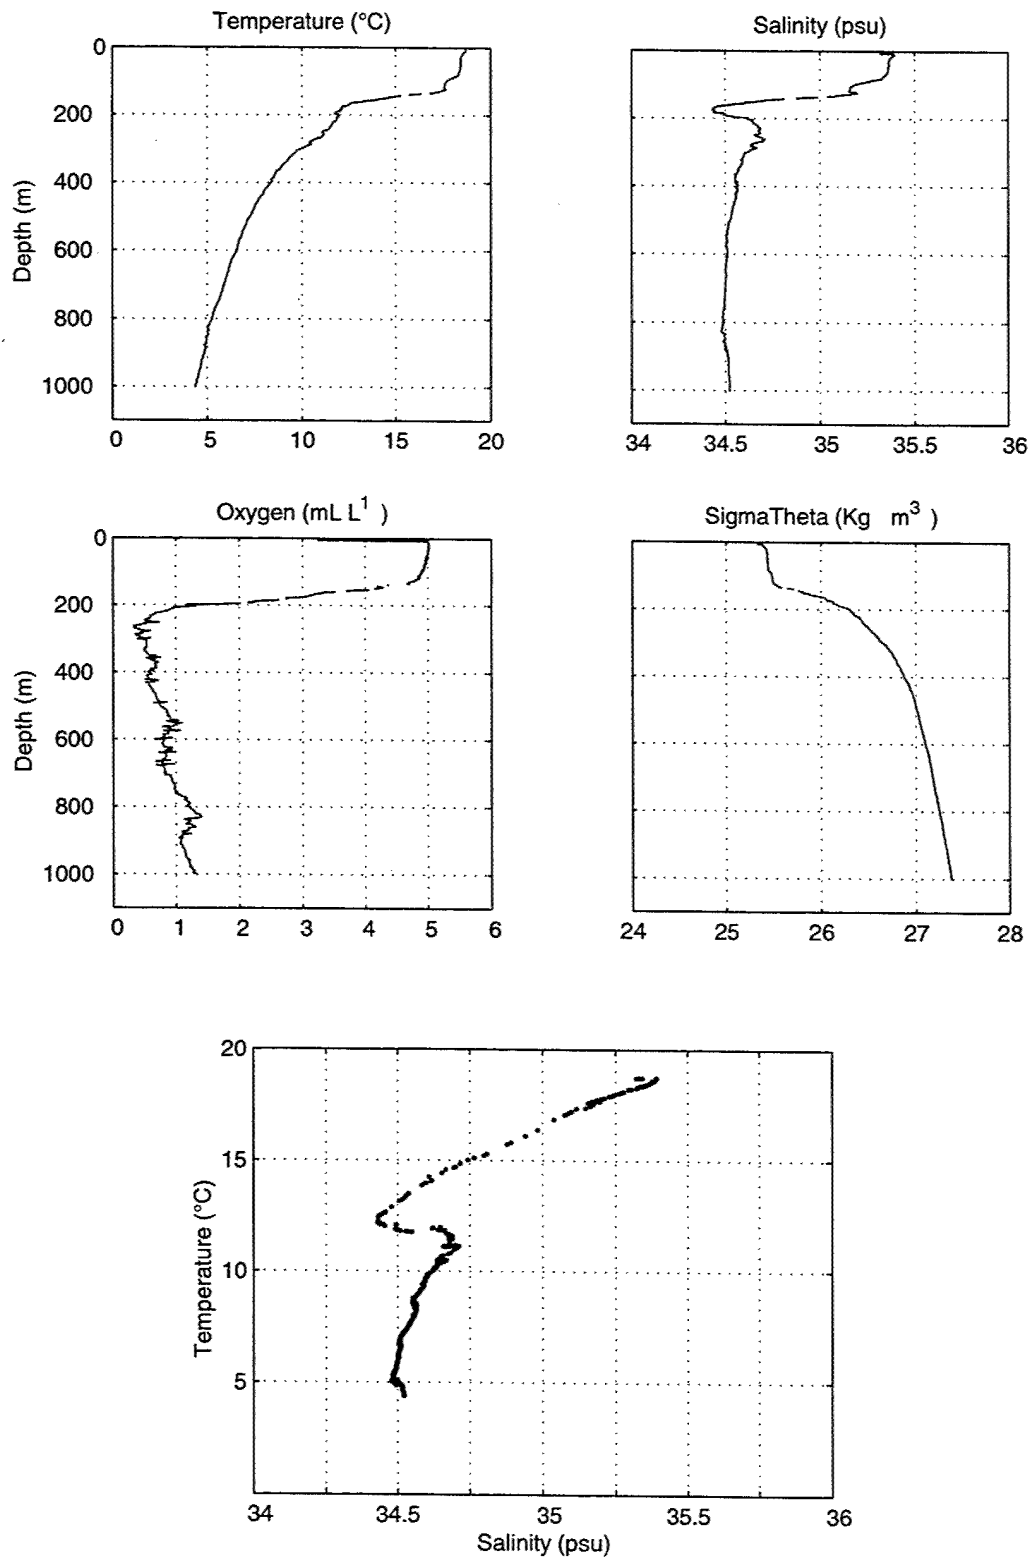 Temperature (°C)
0
200
400
600
800
1000
Depth (m)
0 5 10 15 20
Salinity (psu)
34 34.5 35 35.5 36
Oxygen (mL L1 )
0
200
400
600
800
1000
Depth (m)
0 1 2 3 4 5 6
SigmaTheta (Kg m3 )
24 25 26 27 28
20
15
10
5
Temperature (°C)
34 34.5 35 35.5 36
Salinity (psu)